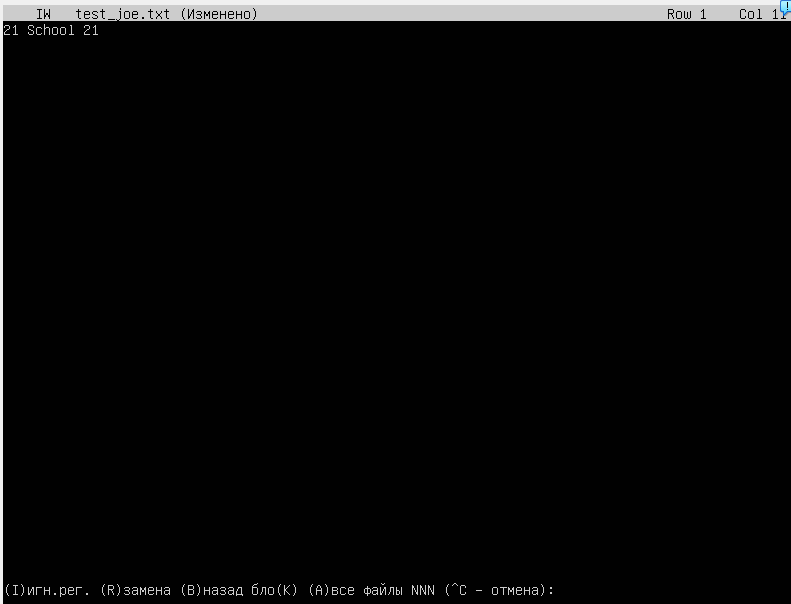 IW test_joe.txt (Изменено) Row 1 Col 11
21 School 21
(I)игн.рег. (R)замена (B)назад бло(K) (A)все файлы NNN (^C - отмена):